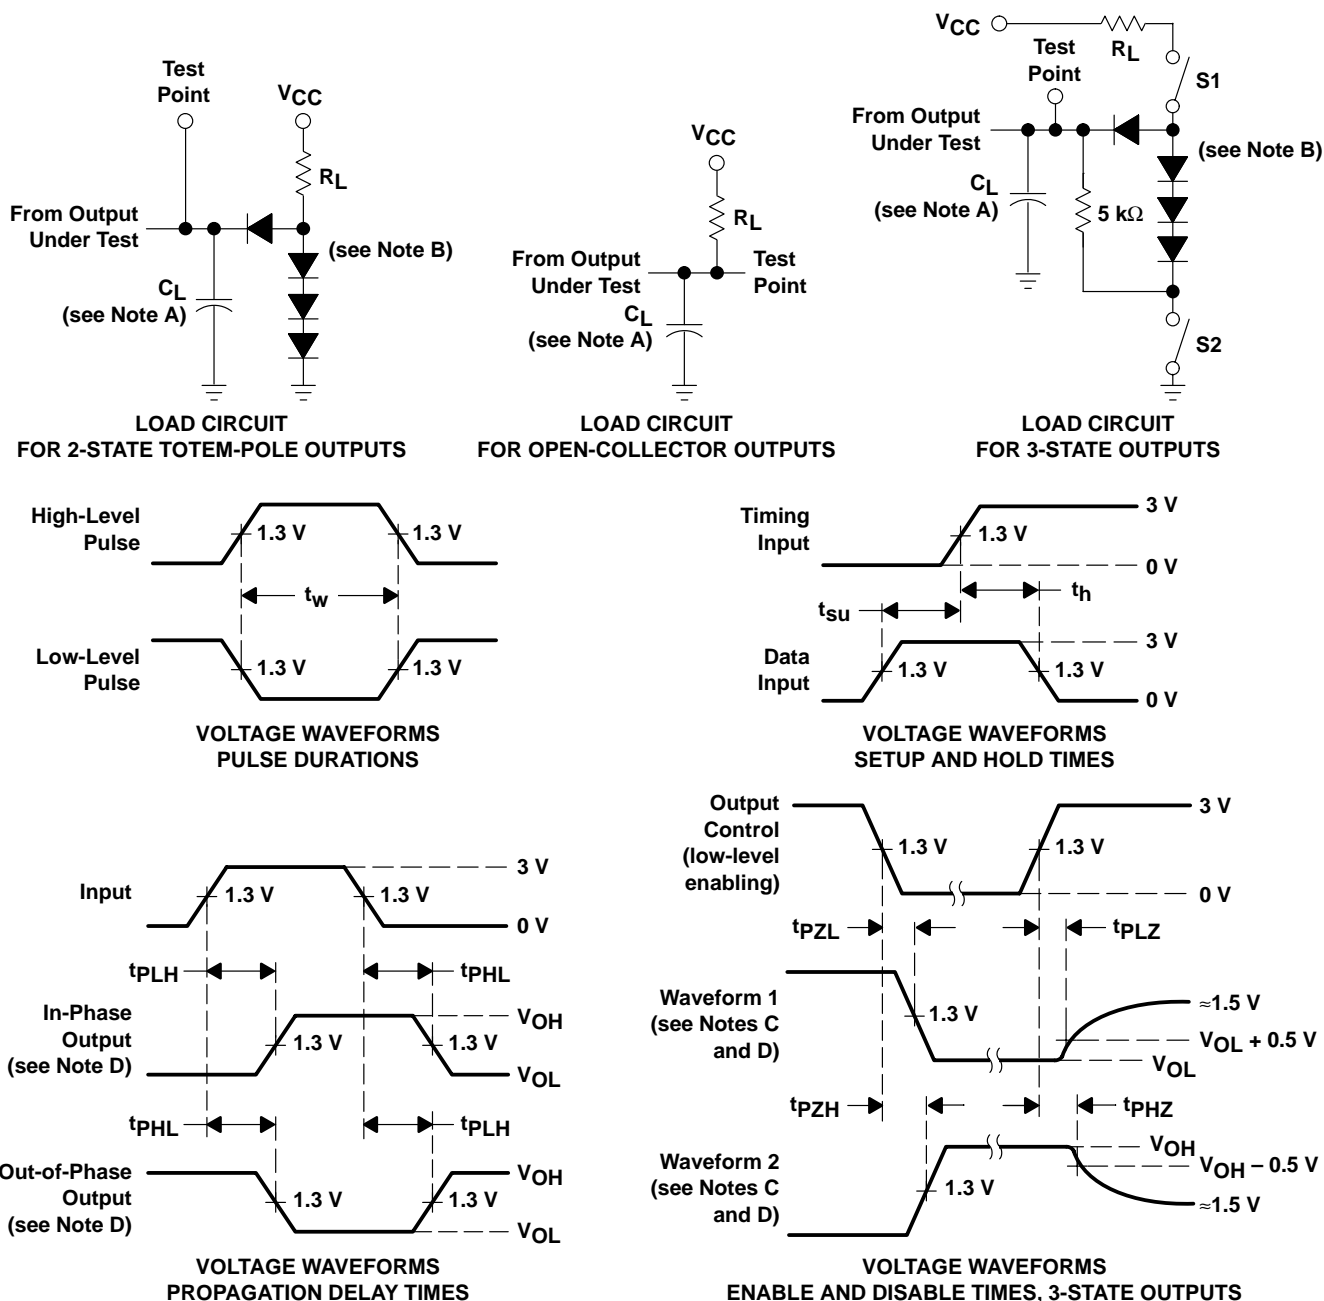 Test
Point
VCC
RL
From Output
Under Test
(see Note B)
CL
(see Note A)
LOAD CIRCUIT
FOR 2-STATE TOTEM-POLE OUTPUTS
VCC
RL
From Output
Under Test
Test
Point
CL
(see Note A)
LOAD CIRCUIT
FOR OPEN-COLLECTOR OUTPUTS
VCC
RL
Test
Point
S1
From Output
Under Test
(see Note B)
CL
(see Note A)
5 kΩ
S2
LOAD CIRCUIT
FOR 3-STATE OUTPUTS
High-Level
Pulse
1.3 V
1.3 V
tw
Low-Level
Pulse
1.3 V
1.3 V
VOLTAGE WAVEFORMS
PULSE DURATIONS
Timing
Input
1.3 V
3 V
0 V
th
tsu
Data
Input
1.3 V
1.3 V
3 V
0 V
VOLTAGE WAVEFORMS
SETUP AND HOLD TIMES
Input
1.3 V
1.3 V
3 V
0 V
tPLH
tPHL
In-Phase
Output
(see Note D)
1.3 V
1.3 V
VOH
VOL
tPHL
tPLH
Out-of-Phase
Output
(see Note D)
1.3 V
1.3 V
VOH
VOL
VOLTAGE WAVEFORMS
PROPAGATION DELAY TIMES
Output
Control
(low-level
enabling)
1.3 V
1.3 V
3 V
0 V
tPZL
tPLZ
Waveform 1
(see Notes C
and D)
1.3 V
≈1.5 V
VOL + 0.5 V
VOL
tPZH
tPHZ
Waveform 2
(see Notes C
and D)
1.3 V
VOH
VOH – 0.5 V
≈1.5 V
VOLTAGE WAVEFORMS
ENABLE AND DISABLE TIMES, 3-STATE OUTPUTS